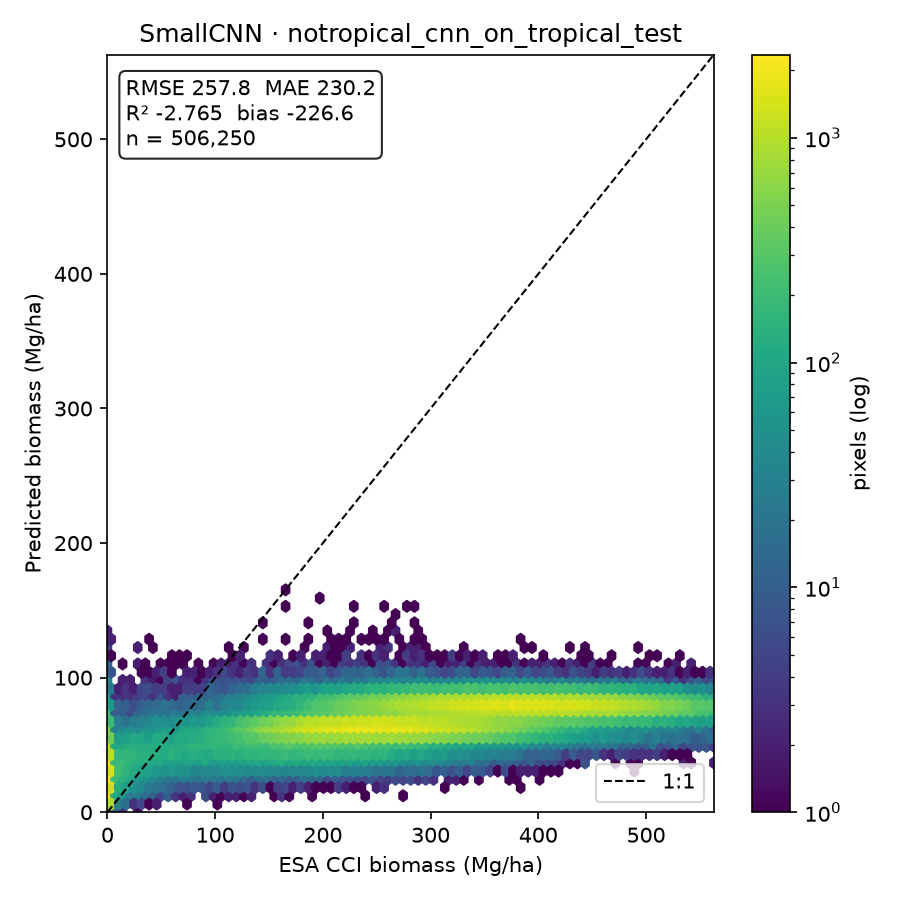 SmallCNN · notropical_cnn_on_tropical_test
RMSE 257.8 MAE 230.2
R² -2.765 bias -226.6
n = 506,250
500
400
300
200
100
0
Predicted biomass (Mg/ha)
0 100 200 300 400 500
ESA CCI biomass (Mg/ha)
1:1
10³
10²
10¹
10⁰
pixels (log)